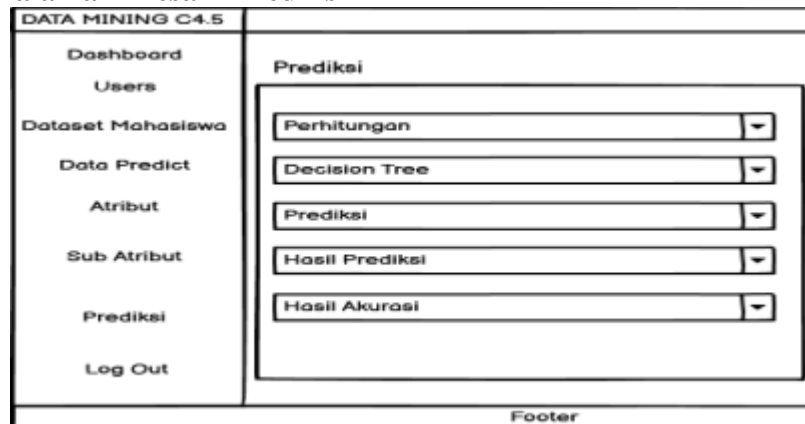 DATA MINING C4.5
Dashboard
Users
Dataset Mahasiswa
Data Predict
Atribut
Sub Atribut
Prediksi
Log Out
Prediksi
Perhitungan
Decision Tree
Prediksi
Hasil Prediksi
Hasil Akurasi
Footer